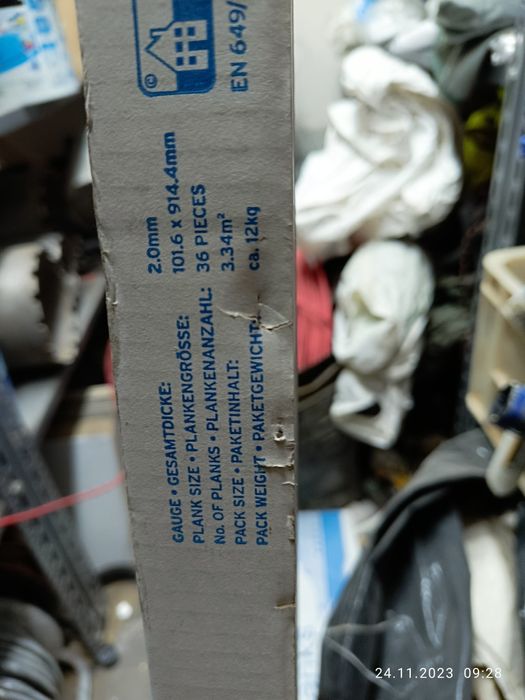 ©
EN 649/
GAUGE • GESAMTDICKE: 2.0mm
PLANK SIZE • PLANKENGRÖSSE: 101.6 x 914.4mm
No. OF PLANKS • PLANKENANZAHL: 36 PIECES
PACK SIZE • PAKETINHALT: 3.34m²
PACK WEIGHT • PAKETGEWICHT: ca. 12kg
24.11.2023 09:28